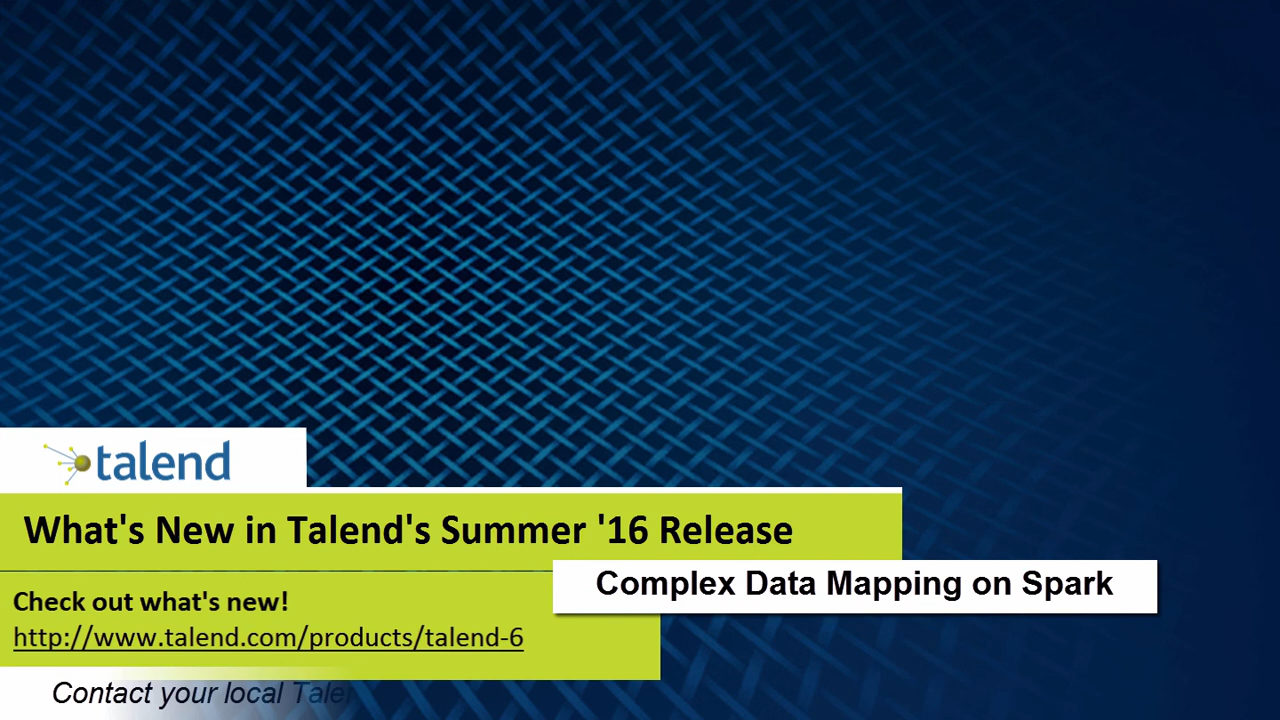 talend
What's New in Talend's Summer '16 Release
Complex Data Mapping on Spark
Check out what's new!
http://www.talend.com/products/talend-6
Contact your local